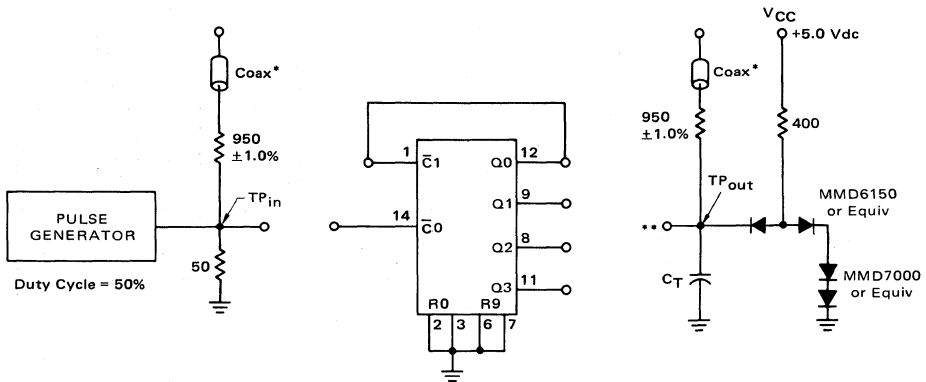 Coax*
950
±1.0%
TPin
PULSE
GENERATOR
50
Duty Cycle = 50%
1
C̅1
Q0
12
Q1
9
14
C̅0
Q2
8
Q3
11
R0
R9
2
3
6
7
VCC
+5.0 Vdc
Coax*
950
±1.0%
400
TPout
MMD6150
or Equiv
**
CT
MMD7000
or Equiv